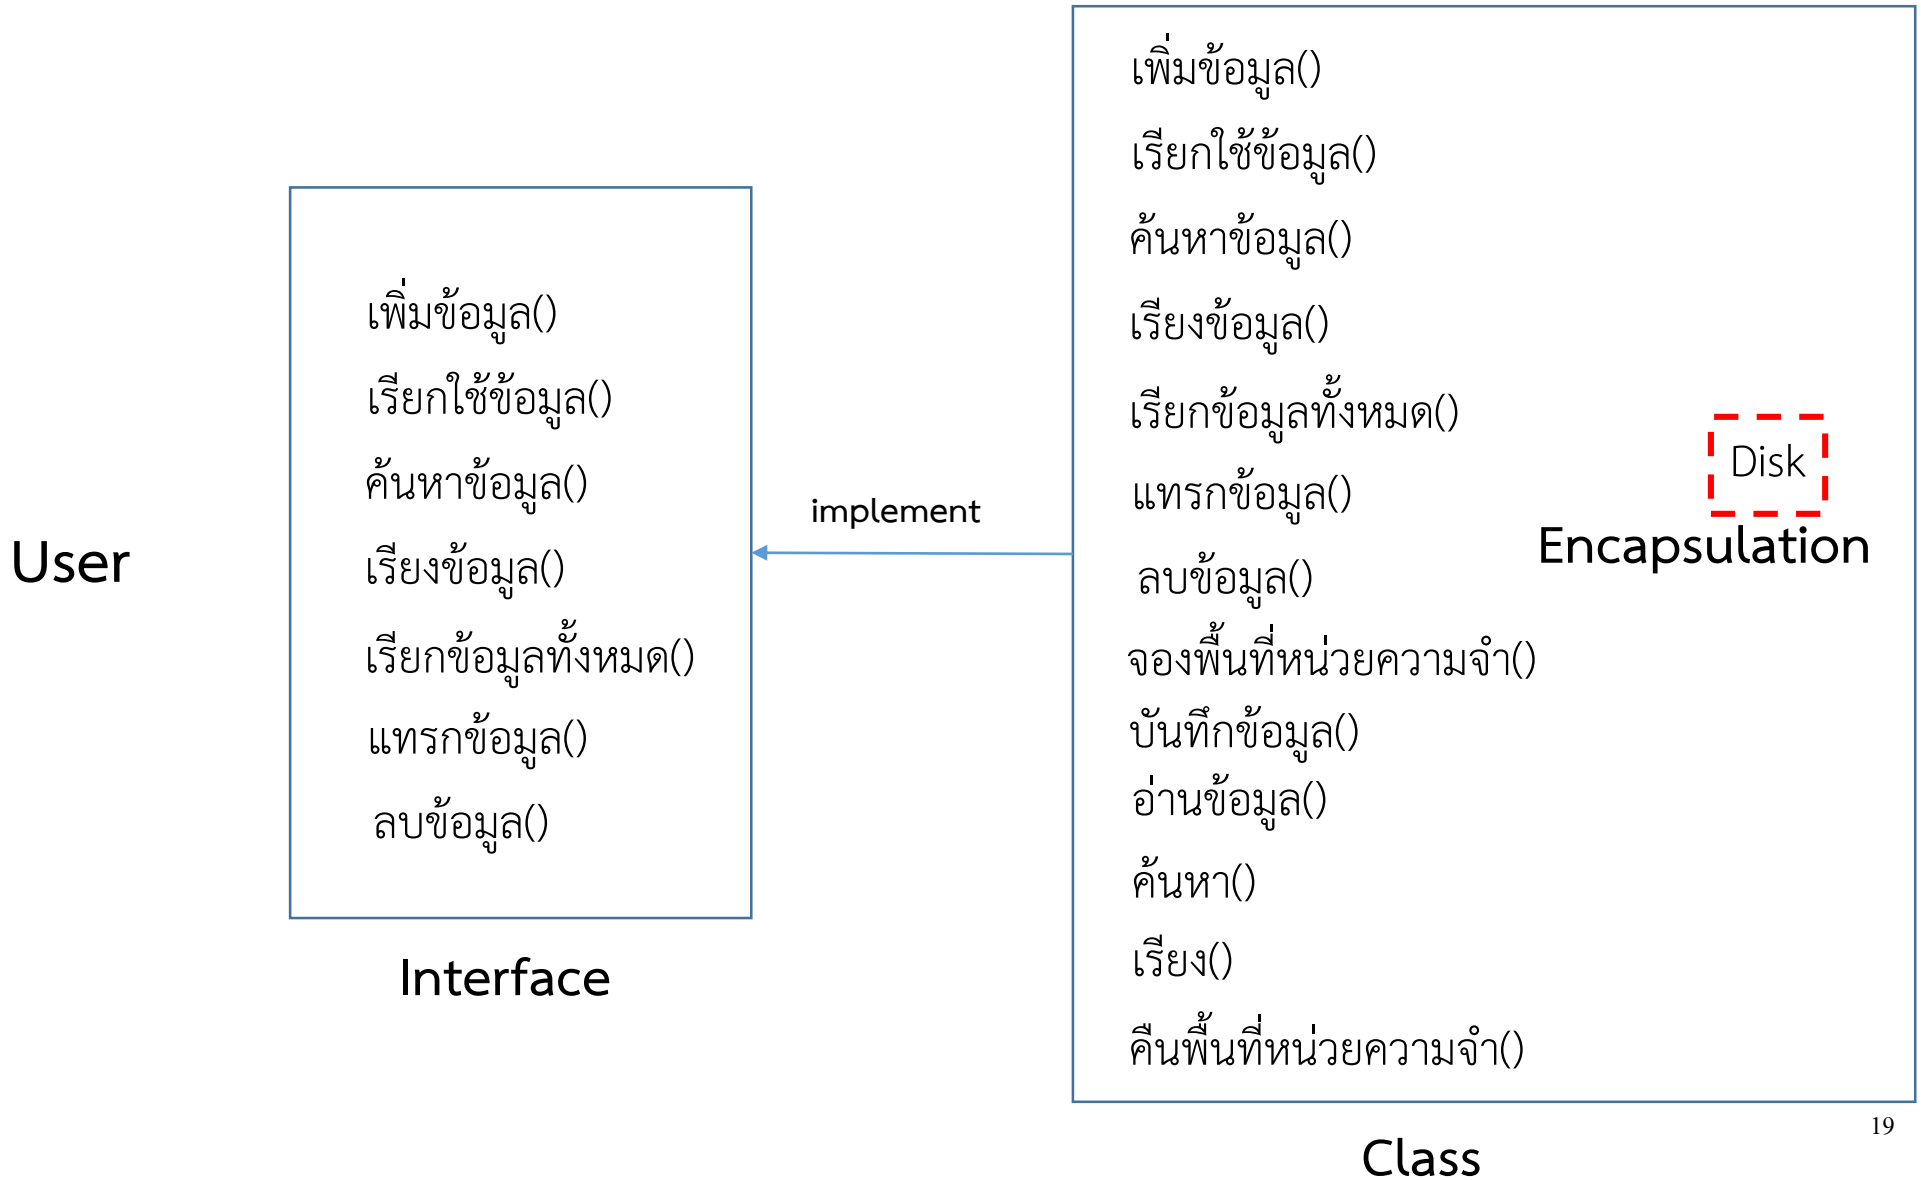 User
เพิ่มข้อมูล()
เรียกใช้ข้อมูล()
ค้นหาข้อมูล()
เรียงข้อมูล()
เรียกข้อมูลทั้งหมด()
แทรกข้อมูล()
ลบข้อมูล()
Interface
implement
เพิ่มข้อมูล()
เรียกใช้ข้อมูล()
ค้นหาข้อมูล()
เรียงข้อมูล()
เรียกข้อมูลทั้งหมด()
แทรกข้อมูล()
ลบข้อมูล()
จองพื้นที่หน่วยความจำ()
บันทึกข้อมูล()
อ่านข้อมูล()
ค้นหา()
เรียง()
คืนพื้นที่หน่วยความจำ()
Disk
Encapsulation
Class
19